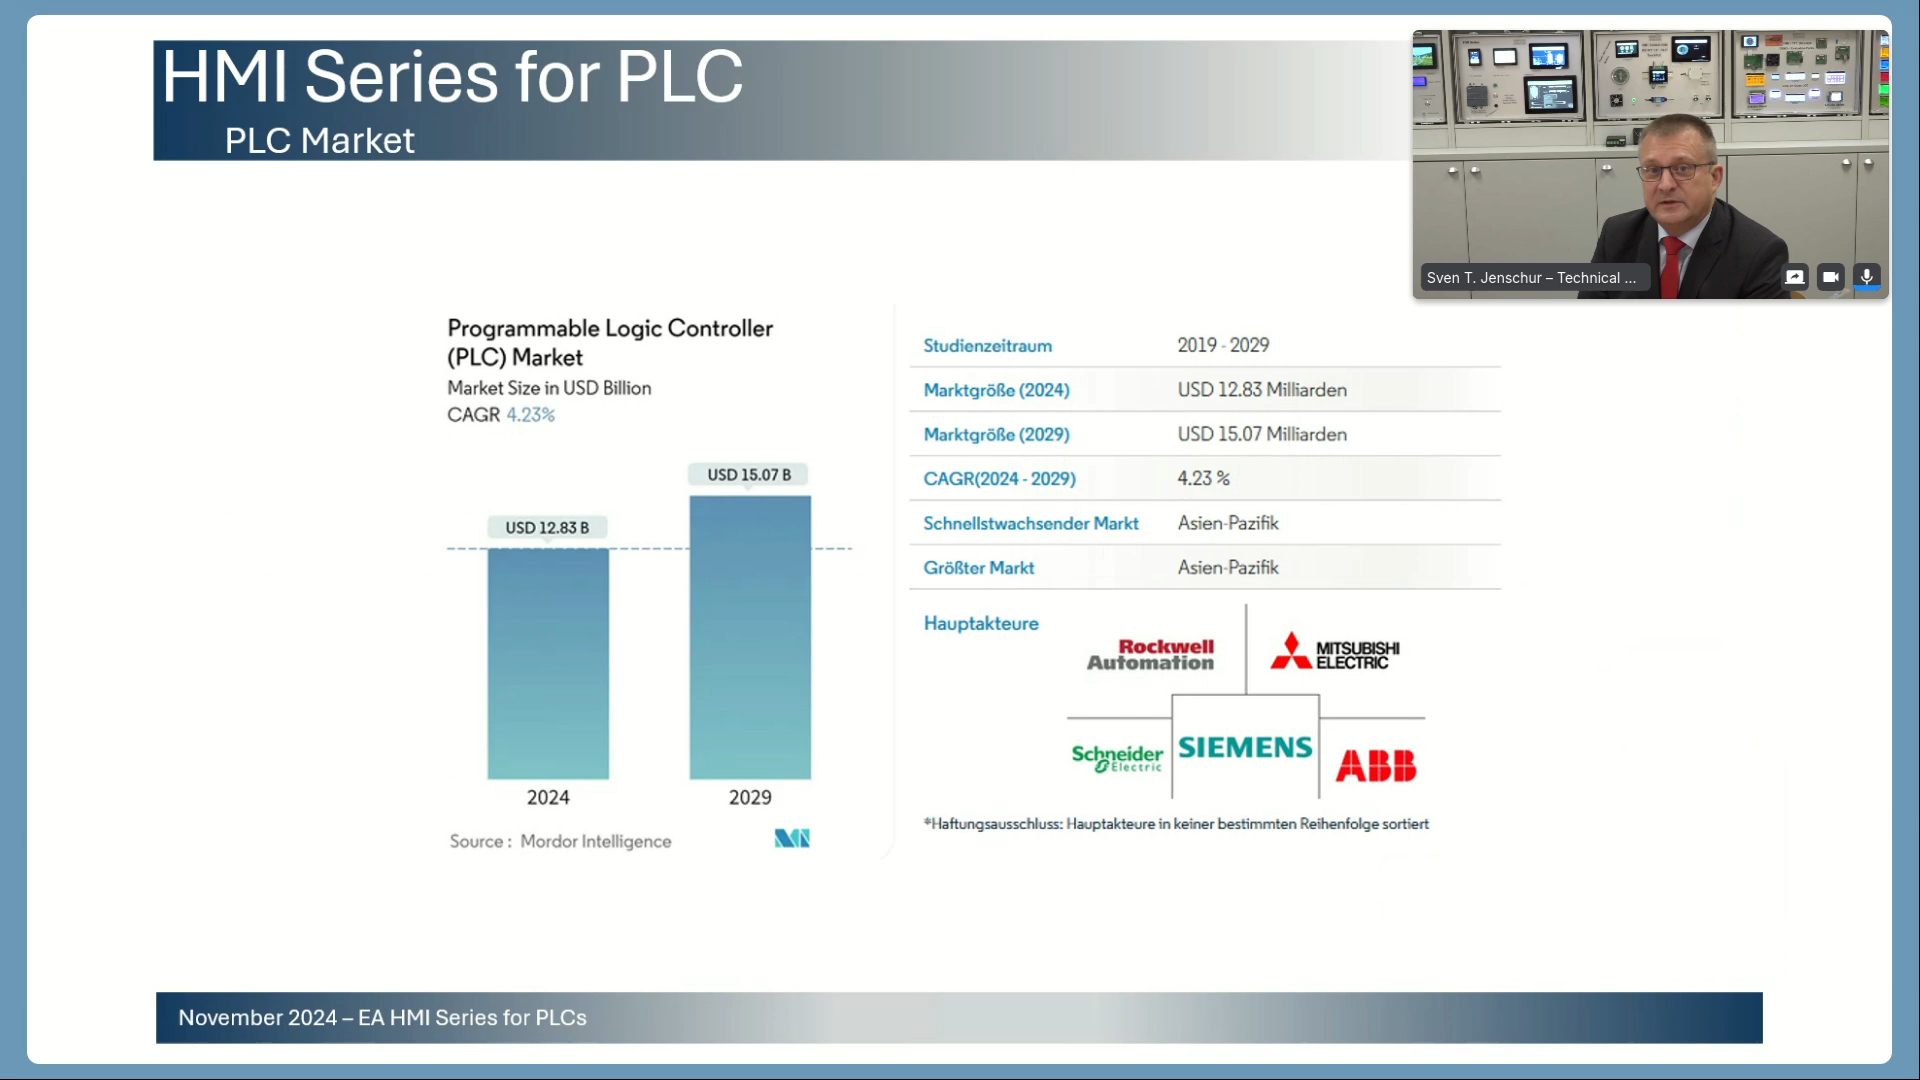 HMI Series for PLC
PLC Market
Sven T. Jenschur – Technical ...
Programmable Logic Controller
(PLC) Market
Market Size in USD Billion
CAGR 4.23%
USD 15.07 B
USD 12.83 B
2024
2029
Source : Mordor Intelligence
Studienzeitraum 2019 - 2029
Marktgröße (2024) USD 12.83 Milliarden
Marktgröße (2029) USD 15.07 Milliarden
CAGR(2024 - 2029) 4.23 %
Schnellstwachsender Markt Asien-Pazifik
Größter Markt Asien-Pazifik
Hauptakteure
Rockwell
Automation
MITSUBISHI
ELECTRIC
Schneider
Electric
SIEMENS
ABB
*Haftungsausschluss: Hauptakteure in keiner bestimmten Reihenfolge sortiert
November 2024 – EA HMI Series for PLCs